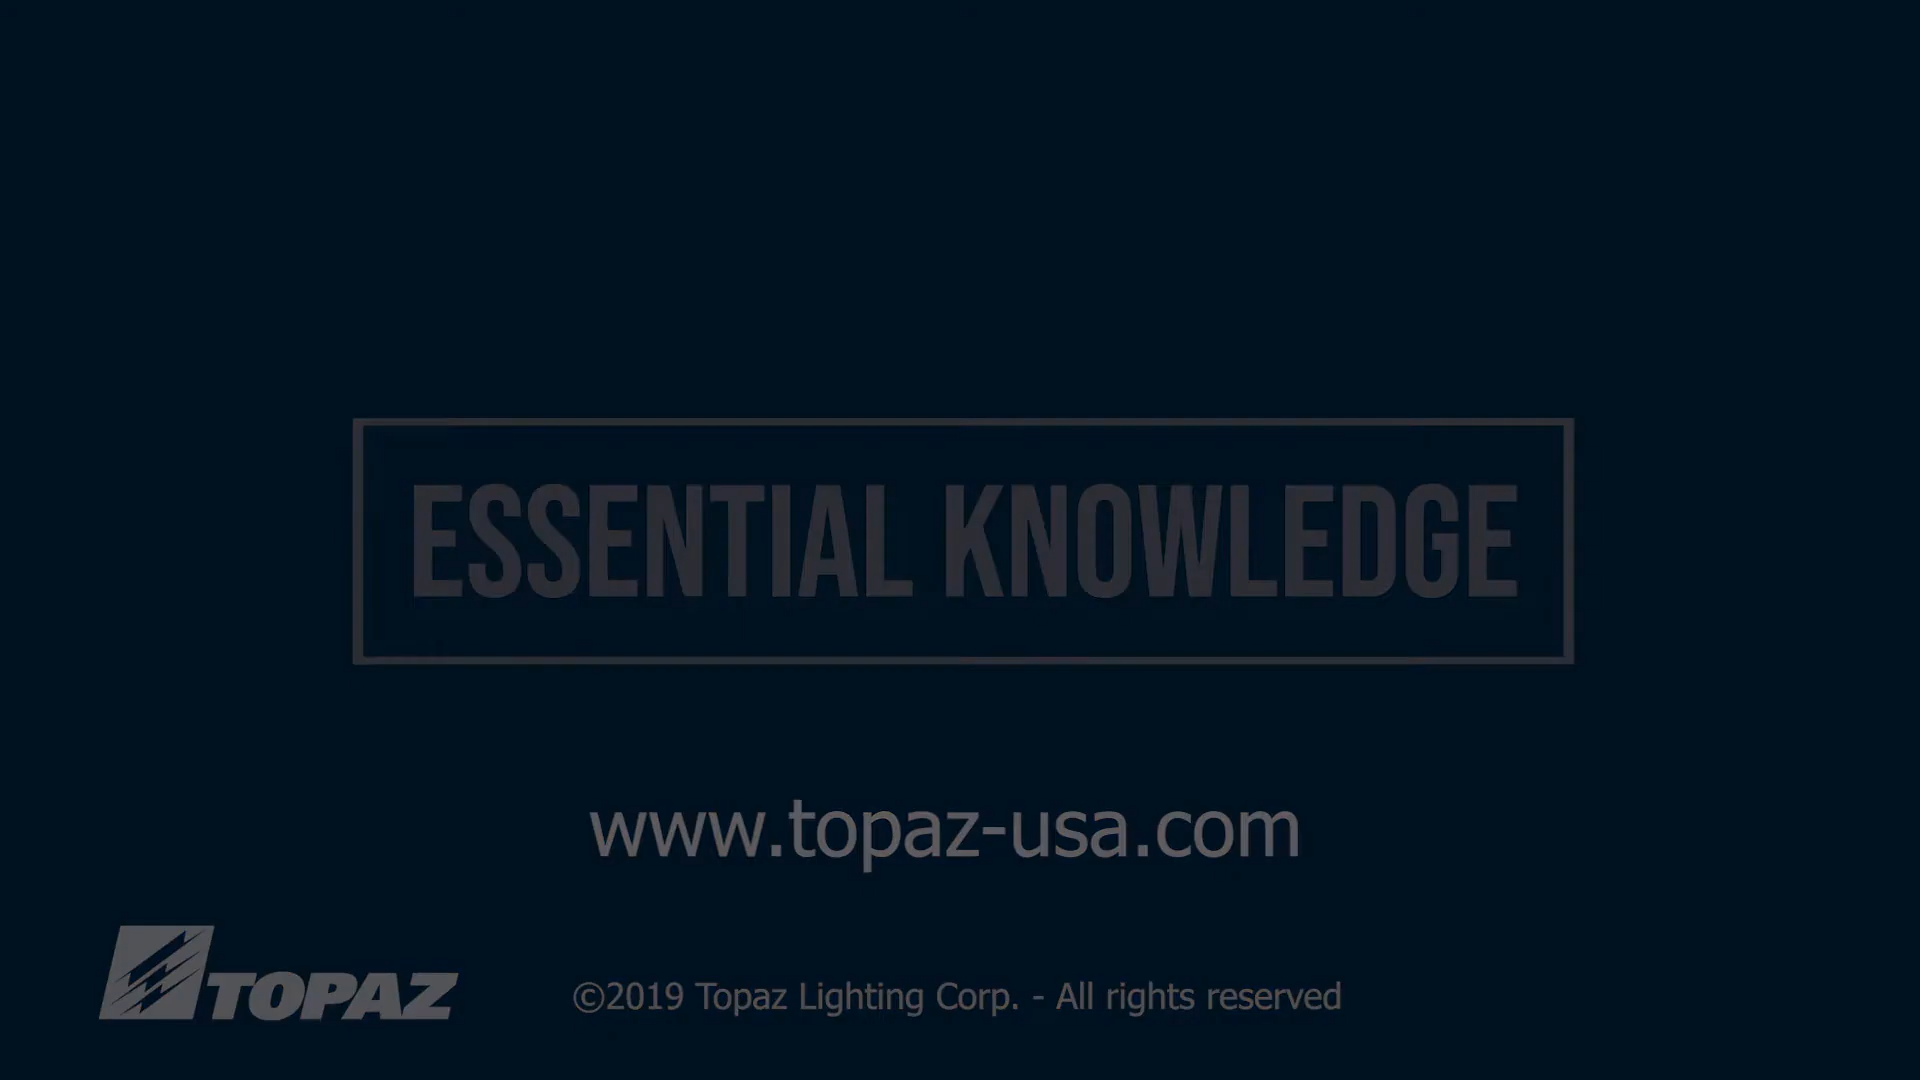 ESSENTIAL KNOWLEDGE
www.topaz-usa.com
TOPAZ
©2019 Topaz Lighting Corp. - All rights reserved